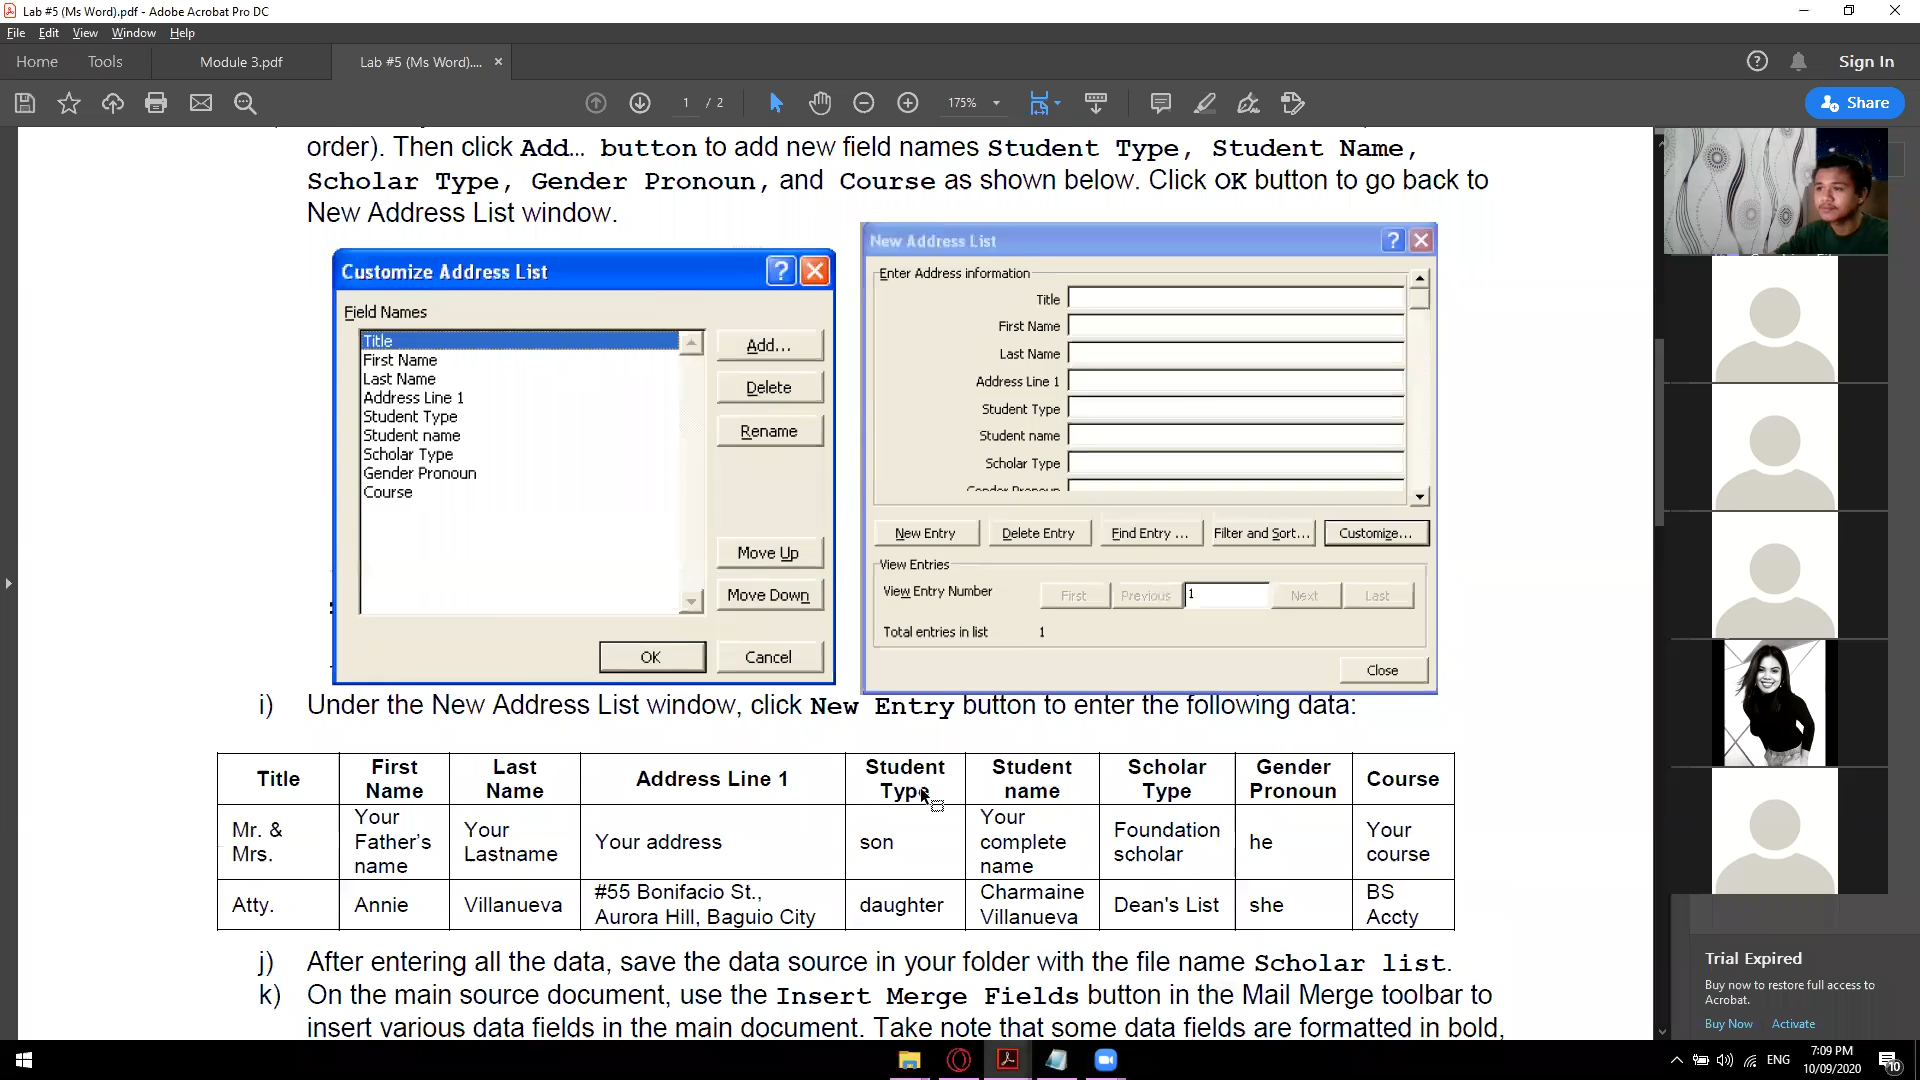 Lab #5 (Ms Word).pdf - Adobe Acrobat Pro DC
File Edit View Window Help
Home Tools Module 3.pdf Lab #5 (Ms Word).... × Sign In
1 / 2 175% Share
order). Then click Add… button to add new field names Student Type, Student Name,
Scholar Type, Gender Pronoun, and Course as shown below. Click OK button to go back to
New Address List window.
Customize Address List
Field Names
Title
First Name
Last Name
Address Line 1
Student Type
Student name
Scholar Type
Gender Pronoun
Course
Add...
Delete
Rename
Move Up
Move Down
OK
Cancel
New Address List
Enter Address information
Title
First Name
Last Name
Address Line 1
Student Type
Student name
Scholar Type
Gender Pronoun
New Entry Delete Entry Find Entry ... Filter and Sort... Customize...
View Entries
View Entry Number First Previous 1 Next Last
Total entries in list 1
Close
i) Under the New Address List window, click New Entry button to enter the following data:
Title First Name Last Name Address Line 1 Student Type Student name Scholar Type Gender Pronoun Course
Mr. & Mrs. Your Father's name Your Lastname Your address son Your complete name Foundation scholar he Your course
Atty. Annie Villanueva #55 Bonifacio St., Aurora Hill, Baguio City daughter Charmaine Villanueva Dean's List she BS Accty
j) After entering all the data, save the data source in your folder with the file name Scholar list.
k) On the main source document, use the Insert Merge Fields button in the Mail Merge toolbar to
insert various data fields in the main document. Take note that some data fields are formatted in bold,
Trial Expired
Buy now to restore full access to
Acrobat.
Buy Now Activate
ENG
7:09 PM
10/09/2020
10